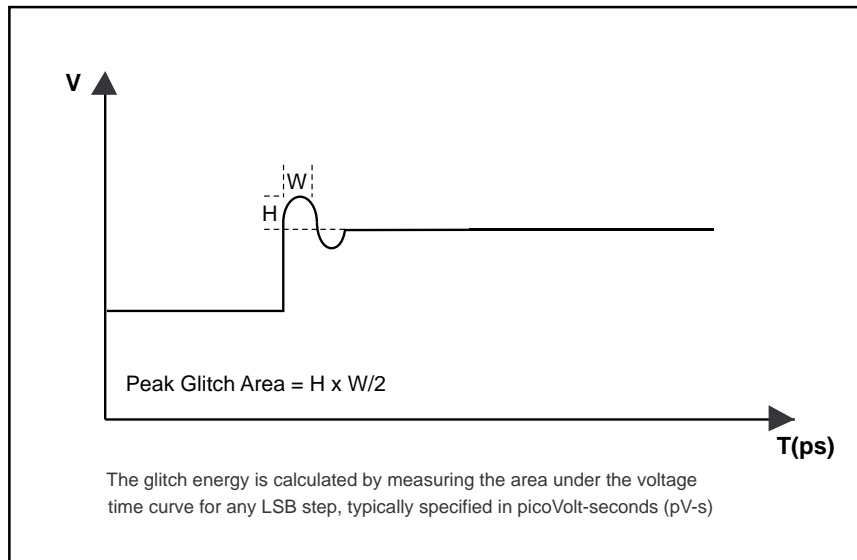 V
W
H
Peak Glitch Area = H x W/2
T(ps)
The glitch energy is calculated by measuring the area under the voltage
time curve for any LSB step, typically specified in picoVolt-seconds (pV-s)